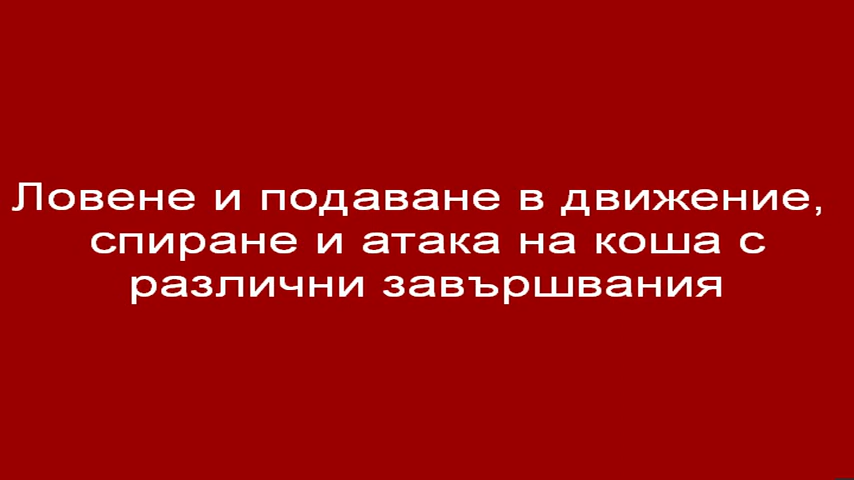 Ловене и подаване в движение,
спиране и атака на коша с
различни завършвания